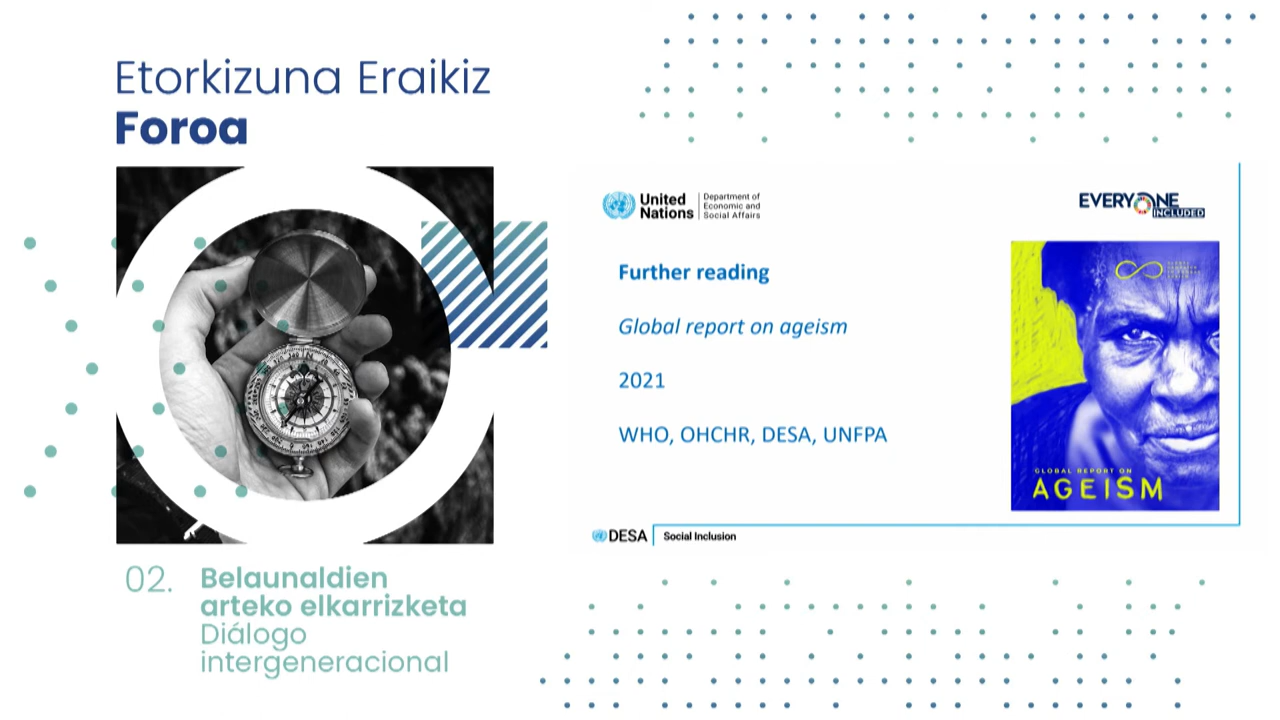 Etorkizuna Eraikiz
Foroa
United
Nations
Department of
Economic and
Social Affairs
EVERYONE
INCLUDED
Further reading
Global report on ageism
2021
WHO, OHCHR, DESA, UNFPA
GLOBAL REPORT ON
AGEISM
DESA
Social Inclusion
02.
Belaunaldien
arteko elkarrizketa
Diálogo
intergeneracional